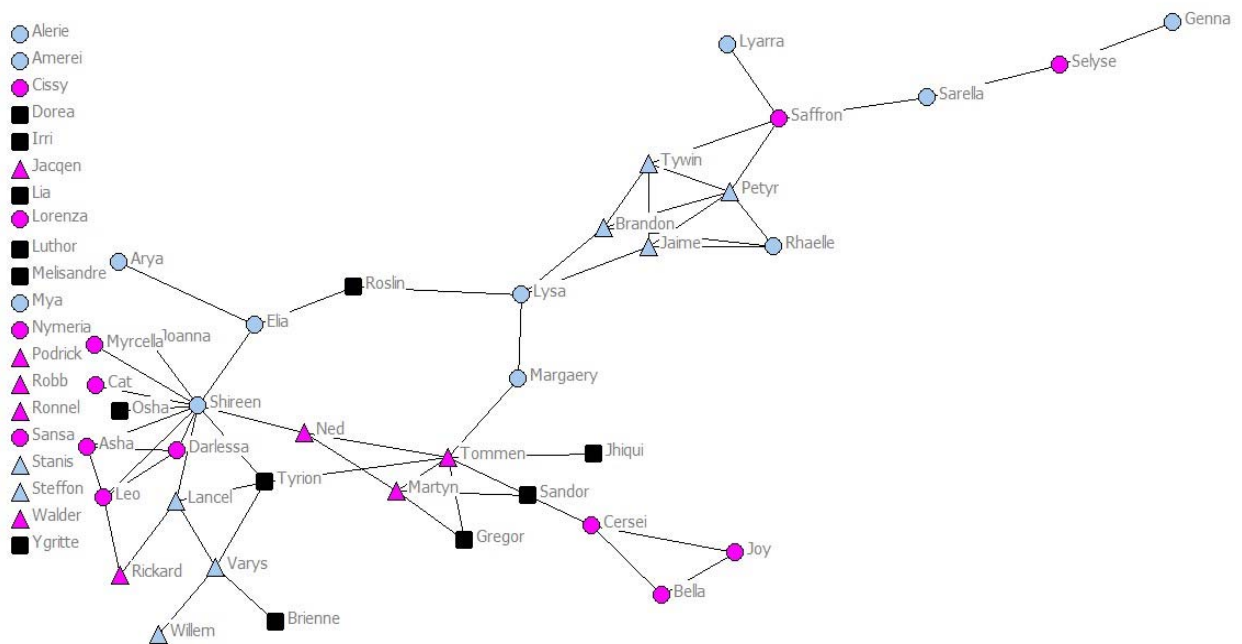 Alerie
Amerei
Cissy
Dorea
Irri
Jacqen
Lia
Lorenza
Luthor
Melisandre
Mya
Nymeria
Podrick
Robb
Ronnel
Sansa
Stanis
Steffon
Walder
Ygritte
Genna
Lyarra
Selyse
Sarella
Saffron
Tywin
Petyr
Brandon
Jaime
Rhaelle
Arya
Roslin
Lysa
Elia
Myrcella
Joanna
Margaery
Cat
Osha
Shireen
Ned
Asha
Darlessa
Tommen
Jhiqui
Tyrion
Leo
Lancel
Martyn
Sandor
Cersei
Gregor
Joy
Rickard
Varys
Bella
Willem
Brienne